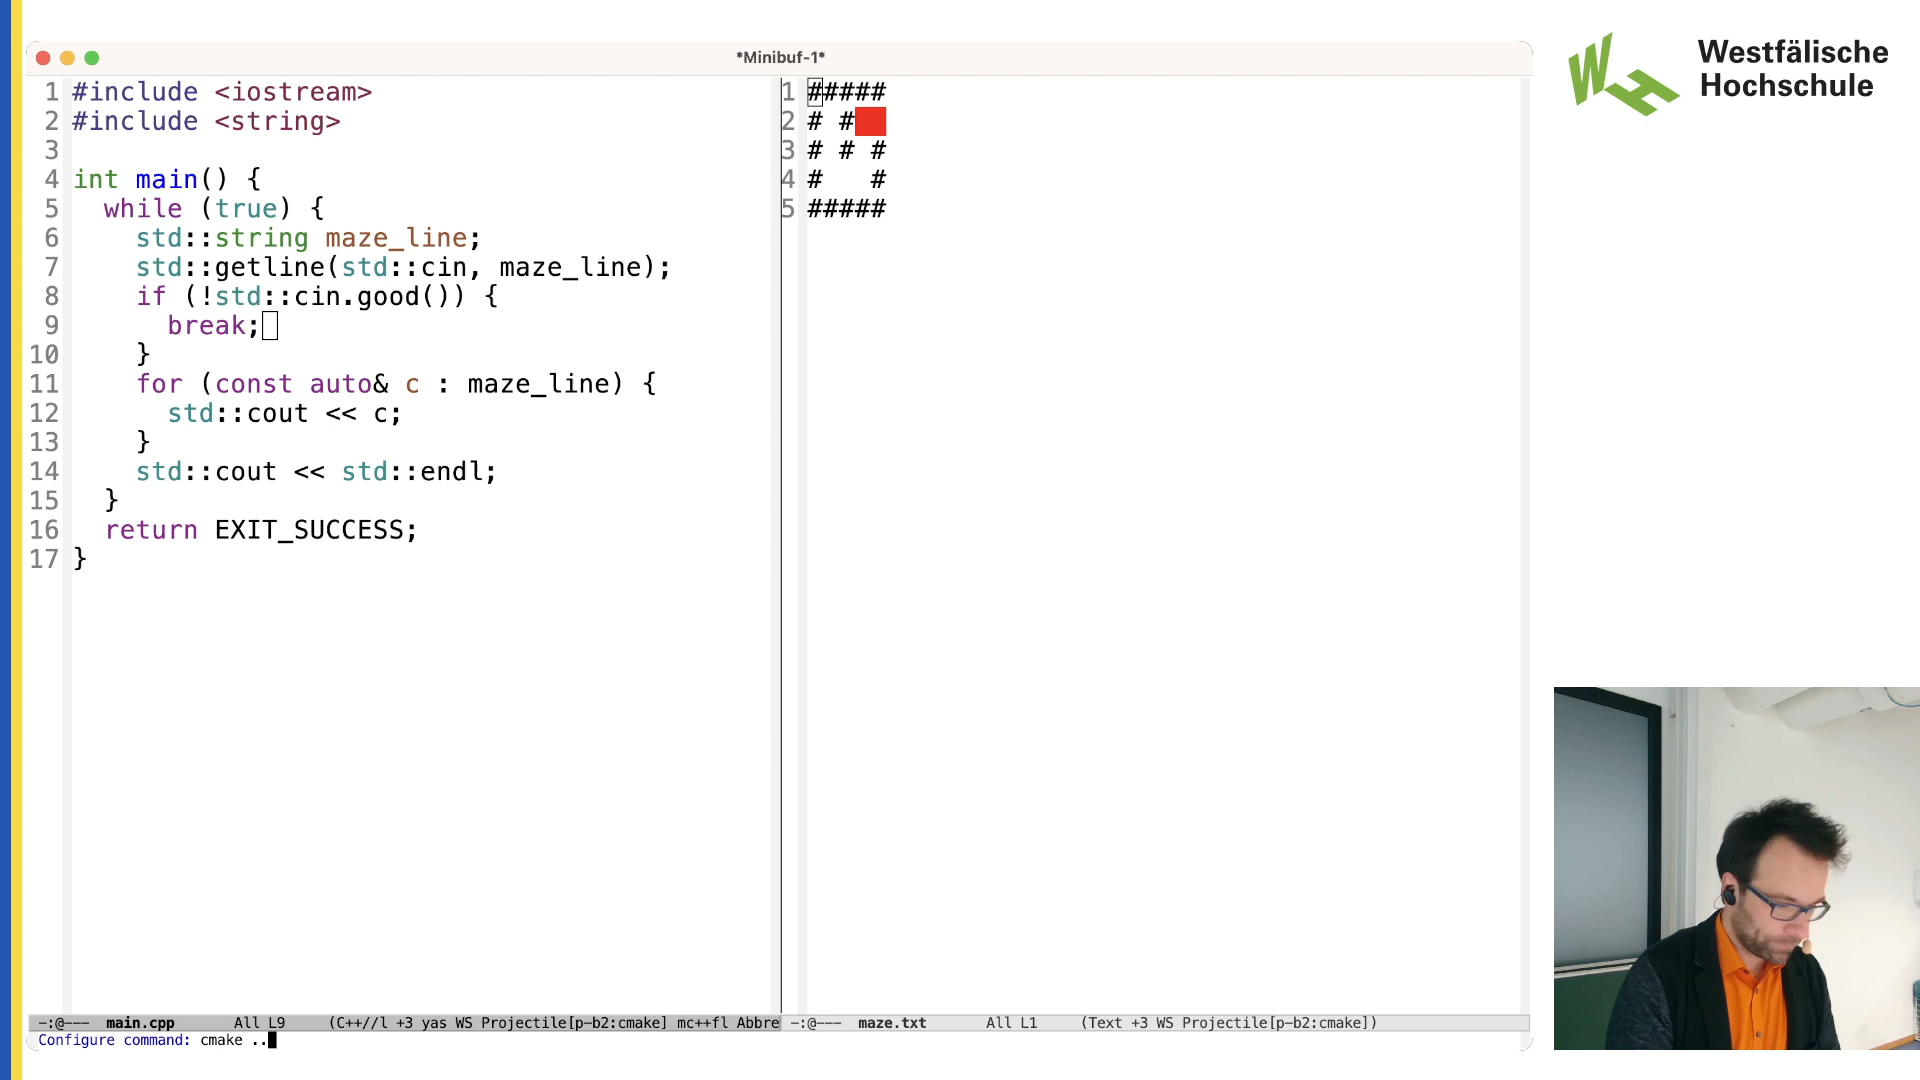 *Minibuf-1*
Westfälische
Hochschule
1 #include <iostream>
2 #include <string>
3
4 int main() {
5   while (true) {
6     std::string maze_line;
7     std::getline(std::cin, maze_line);
8     if (!std::cin.good()) {
9       break;
10     }
11     for (const auto& c : maze_line) {
12       std::cout << c;
13     }
14     std::cout << std::endl;
15   }
16   return EXIT_SUCCESS;
17 }
1 #####
2 # #
3 # # #
4 #   #
5 #####
-:@--- main.cpp All L9 (C++//l +3 yas WS Projectile[p-b2:cmake] mc++fl Abbre
-:@--- maze.txt All L1 (Text +3 WS Projectile[p-b2:cmake])
Configure command: cmake ..